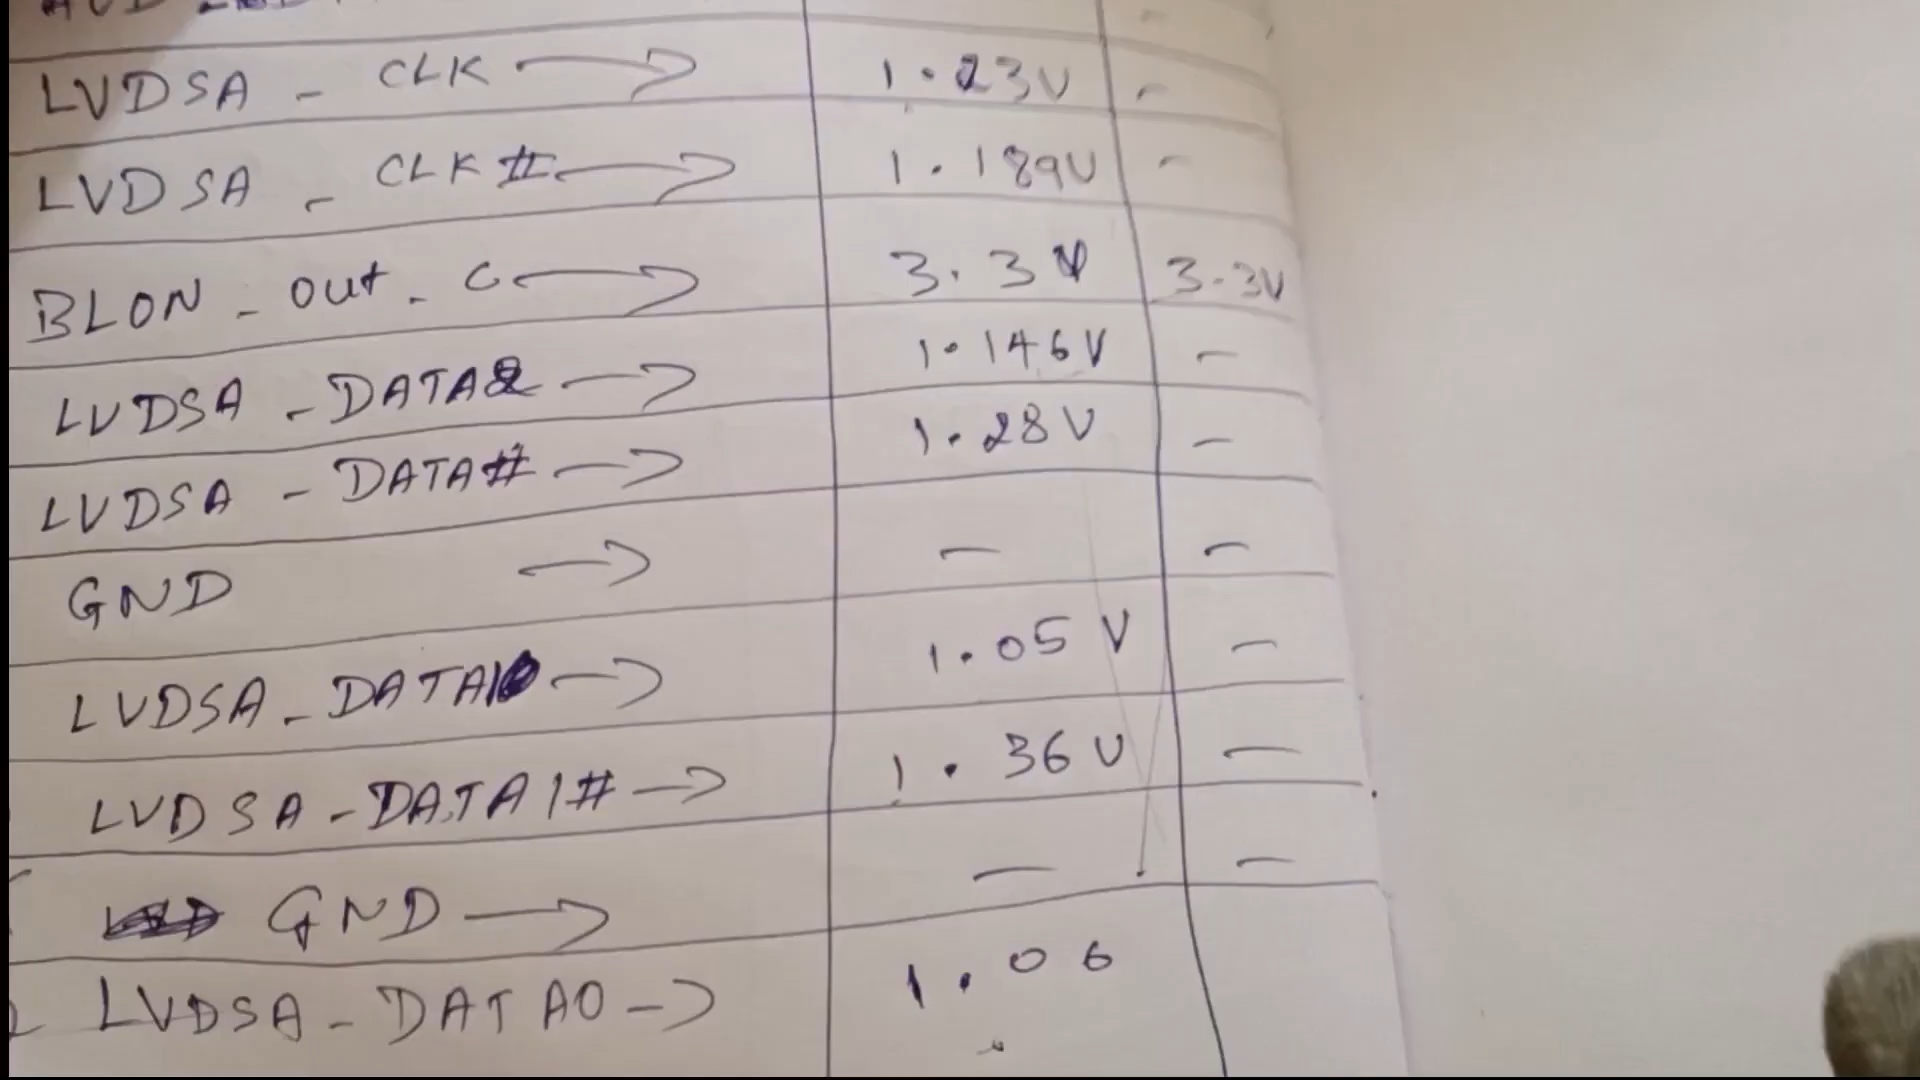 LVDSA - CLK → 1.23V -
LVDSA - CLK# → 1.189V -
BLON - out - C → 3.3V 3.3V
LVDSA - DATA2 → 1.146V -
LVDSA - DATA# → 1.28V -
GND → - -
LVDSA - DATA1 → 1.05V -
LVDSA - DATA1# → 1.36V -
GND → - -
LVDSA - DATA0 → 1.06